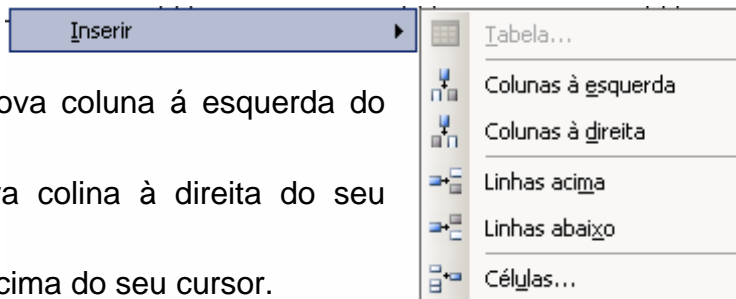 Inserir
Tabela...
Colunas à esquerda
Colunas à direita
Linhas acima
Linhas abaixo
Células...
ova coluna á esquerda do
a colina à direita do seu
cima do seu cursor.